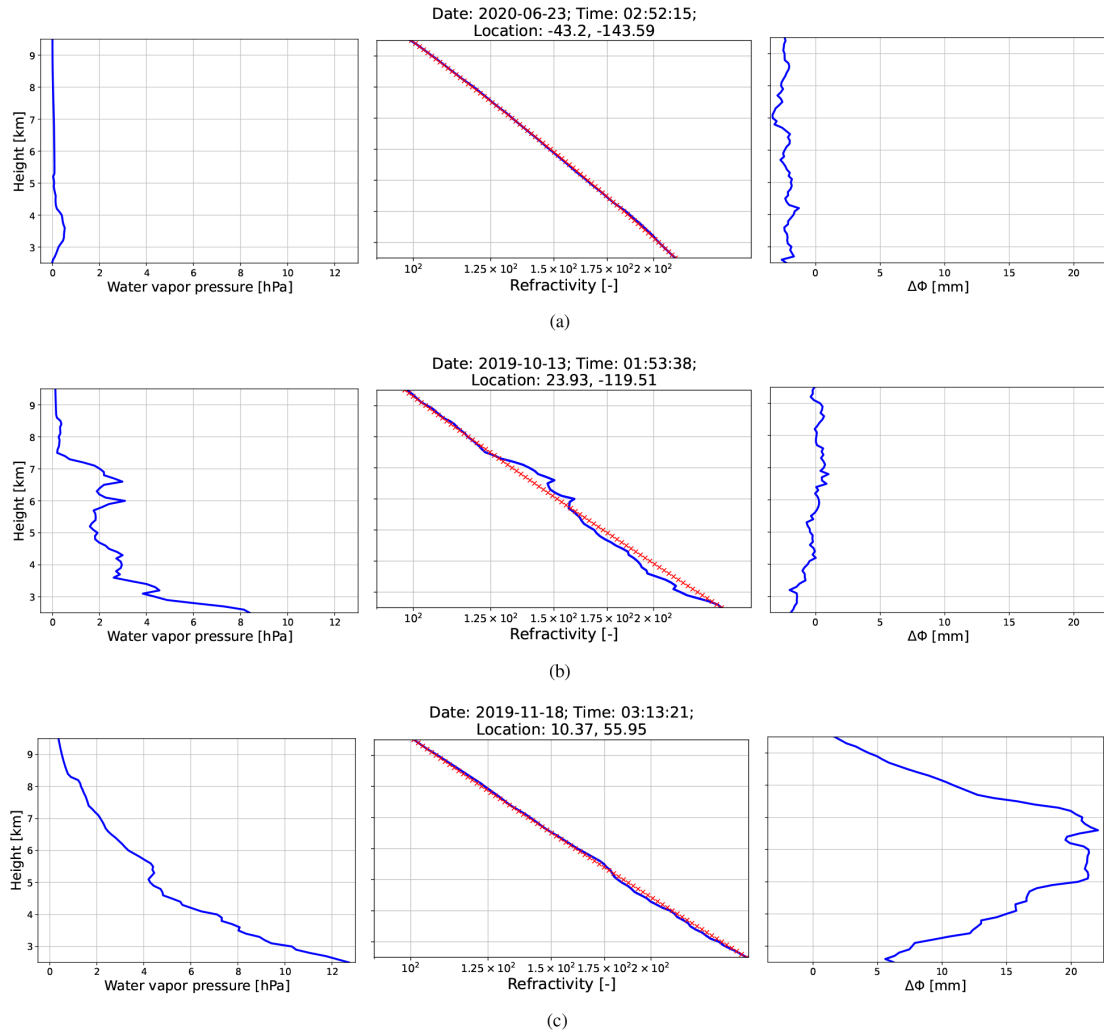 Date: 2020-06-23; Time: 02:52:15;
Location: -43.2, -143.59
9
8
7
6
5
4
3
Height [km]
0 2 4 6 8 10 12
Water vapor pressure [hPa]
10² 1.25 × 10² 1.5 × 10² 1.75 × 10² 2 × 10²
Refractivity [-]
0 5 10 15 20
ΔΦ [mm]
(a)
Date: 2019-10-13; Time: 01:53:38;
Location: 23.93, -119.51
9
8
7
6
5
4
3
Height [km]
0 2 4 6 8 10 12
Water vapor pressure [hPa]
10² 1.25 × 10² 1.5 × 10² 1.75 × 10² 2 × 10²
Refractivity [-]
0 5 10 15 20
ΔΦ [mm]
(b)
Date: 2019-11-18; Time: 03:13:21;
Location: 10.37, 55.95
9
8
7
6
5
4
3
Height [km]
0 2 4 6 8 10 12
Water vapor pressure [hPa]
10² 1.25 × 10² 1.5 × 10² 1.75 × 10² 2 × 10²
Refractivity [-]
0 5 10 15 20
ΔΦ [mm]
(c)